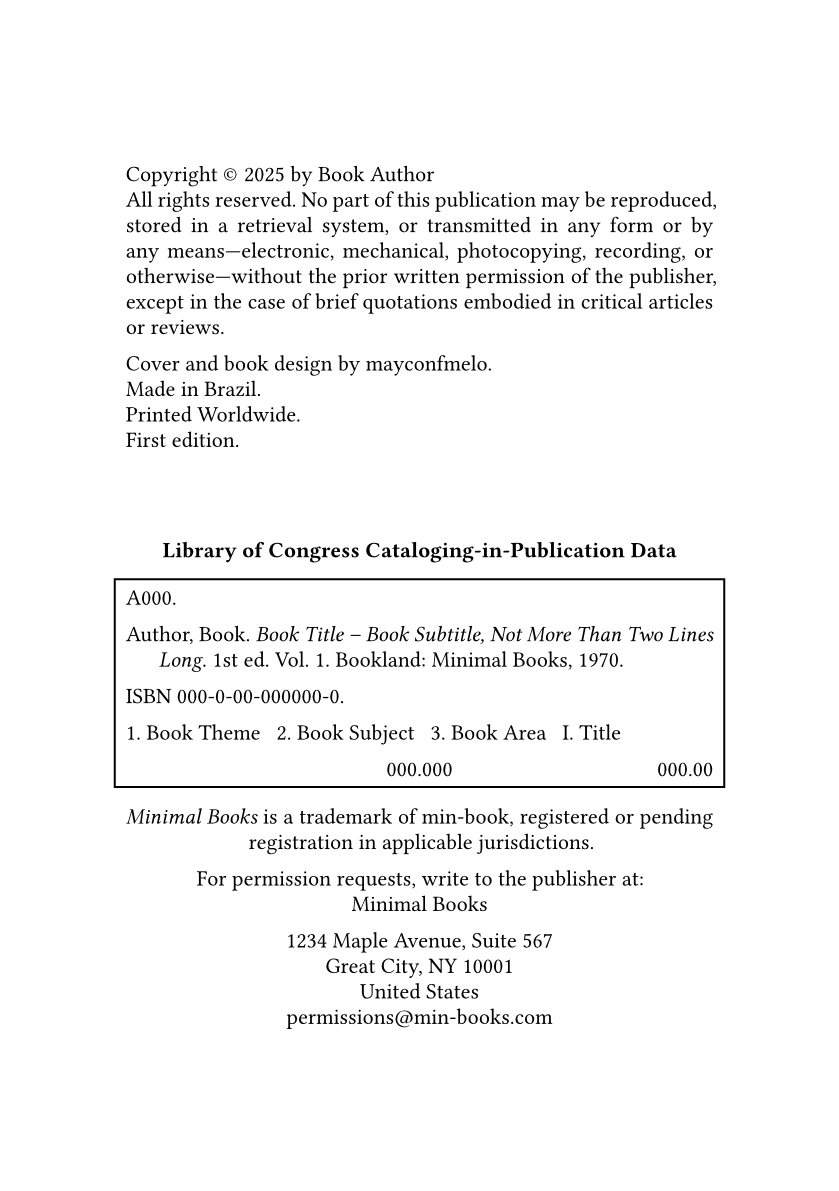 Copyright © 2025 by Book Author
All rights reserved. No part of this publication may be reproduced,
stored in a retrieval system, or transmitted in any form or by
any means—electronic, mechanical, photocopying, recording, or
otherwise—without the prior written permission of the publisher,
except in the case of brief quotations embodied in critical articles
or reviews.
Cover and book design by mayconfmelo.
Made in Brazil.
Printed Worldwide.
First edition.
Library of Congress Cataloging-in-Publication Data
A000.
Author, Book. Book Title – Book Subtitle, Not More Than Two Lines
Long. 1st ed. Vol. 1. Bookland: Minimal Books, 1970.
ISBN 000-0-00-000000-0.
1. Book Theme 2. Book Subject 3. Book Area I. Title
000.000 000.00
Minimal Books is a trademark of min-book, registered or pending
registration in applicable jurisdictions.
For permission requests, write to the publisher at:
Minimal Books
1234 Maple Avenue, Suite 567
Great City, NY 10001
United States
permissions@min-books.com